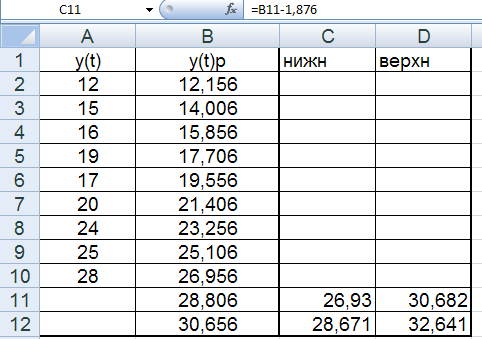 C11 fx =B11-1,876
A B C D
1 y(t) y(t)p нижн верхн
2 12 12,156
3 15 14,006
4 16 15,856
5 19 17,706
6 17 19,556
7 20 21,406
8 24 23,256
9 25 25,106
10 28 26,956
11 28,806 26,93 30,682
12 30,656 28,671 32,641